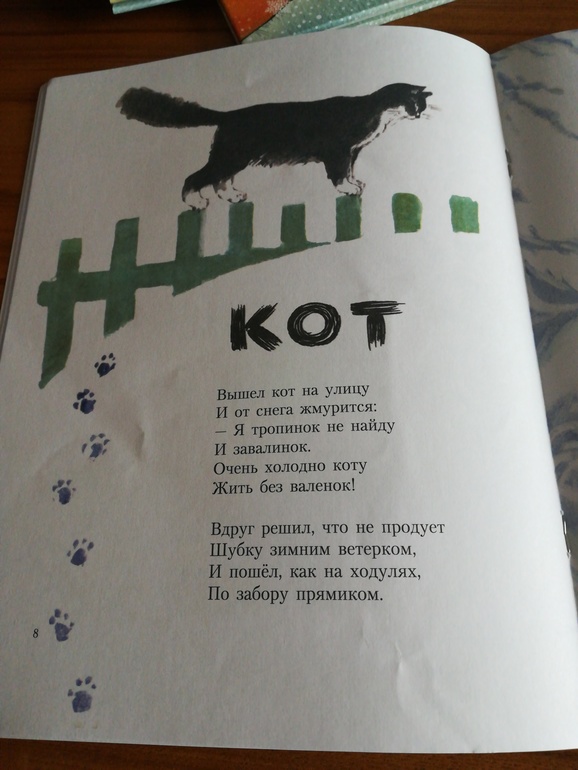 КОТ
Вышел кот на улицу
И от снега жмурится:
— Я тропинок не найду
И завалинок.
Очень холодно коту
Жить без валенок!
Вдруг решил, что не продует
Шубку зимним ветерком,
И пошёл, как на ходулях,
По забору прямиком.
8